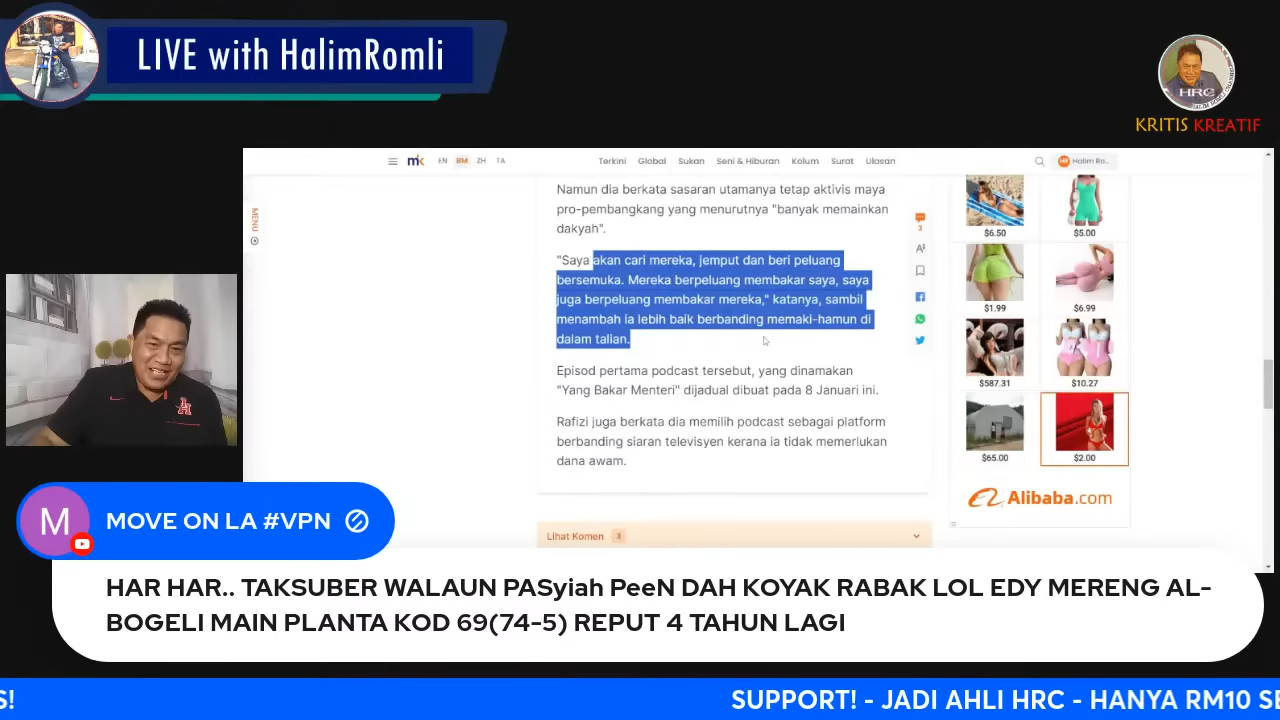 LIVE with HalimRomli
HRC
KRITIS KREATIF
mk EN BM ZH TA
Terkini Global Sukan Seni & Hiburan Kolum Surat Ulasan
Halim Ro..
MENU
Namun dia berkata sasaran utamanya tetap aktivis maya
pro-pembangkang yang menurutnya "banyak memainkan
dakyah".
"Saya akan cari mereka, jemput dan beri peluang
bersemuka. Mereka berpeluang membakar saya, saya
juga berpeluang membakar mereka," katanya, sambil
menambah ia lebih baik berbanding memaki-hamun di
dalam talian.
Episod pertama podcast tersebut, yang dinamakan
"Yang Bakar Menteri" dijadual dibuat pada 8 Januari ini.
Rafizi juga berkata dia memilih podcast sebagai platform
berbanding siaran televisyen kerana ia tidak memerlukan
dana awam.
Lihat Komen 3
3
$6.50 $5.00
$1.99 $6.99
$587.31 $10.27
$65.00 $2.00
Alibaba.com
M
MOVE ON LA #VPN
HAR HAR.. TAKSUBER WALAUN PASyiah PeeN DAH KOYAK RABAK LOL EDY MERENG AL-
BOGELI MAIN PLANTA KOD 69(74-5) REPUT 4 TAHUN LAGI
S! SUPPORT! - JADI AHLI HRC - HANYA RM10 SE